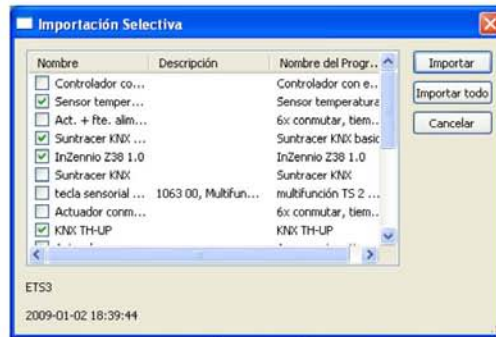 Importación Selectiva
Nombre Descripción Nombre del Progr..
Controlador co... Controlador con e..
Sensor temper... Sensor temperatura
Act. + fte. alim... 6x conmutar, tiem..
Suntracer KNX ... Suntracer KNX basic
InZennio Z38 1.0 InZennio Z38 1.0
Suntracer KNX Suntracer KNX
tecla sensorial ... 1063 00, Multifun... multifunción TS 2 ...
Actuador conm... 6x conmutar, tiem..
KNX TH-UP KNX TH-UP
Importar
Importar todo
Cancelar
ETS3
2009-01-02 18:39:44